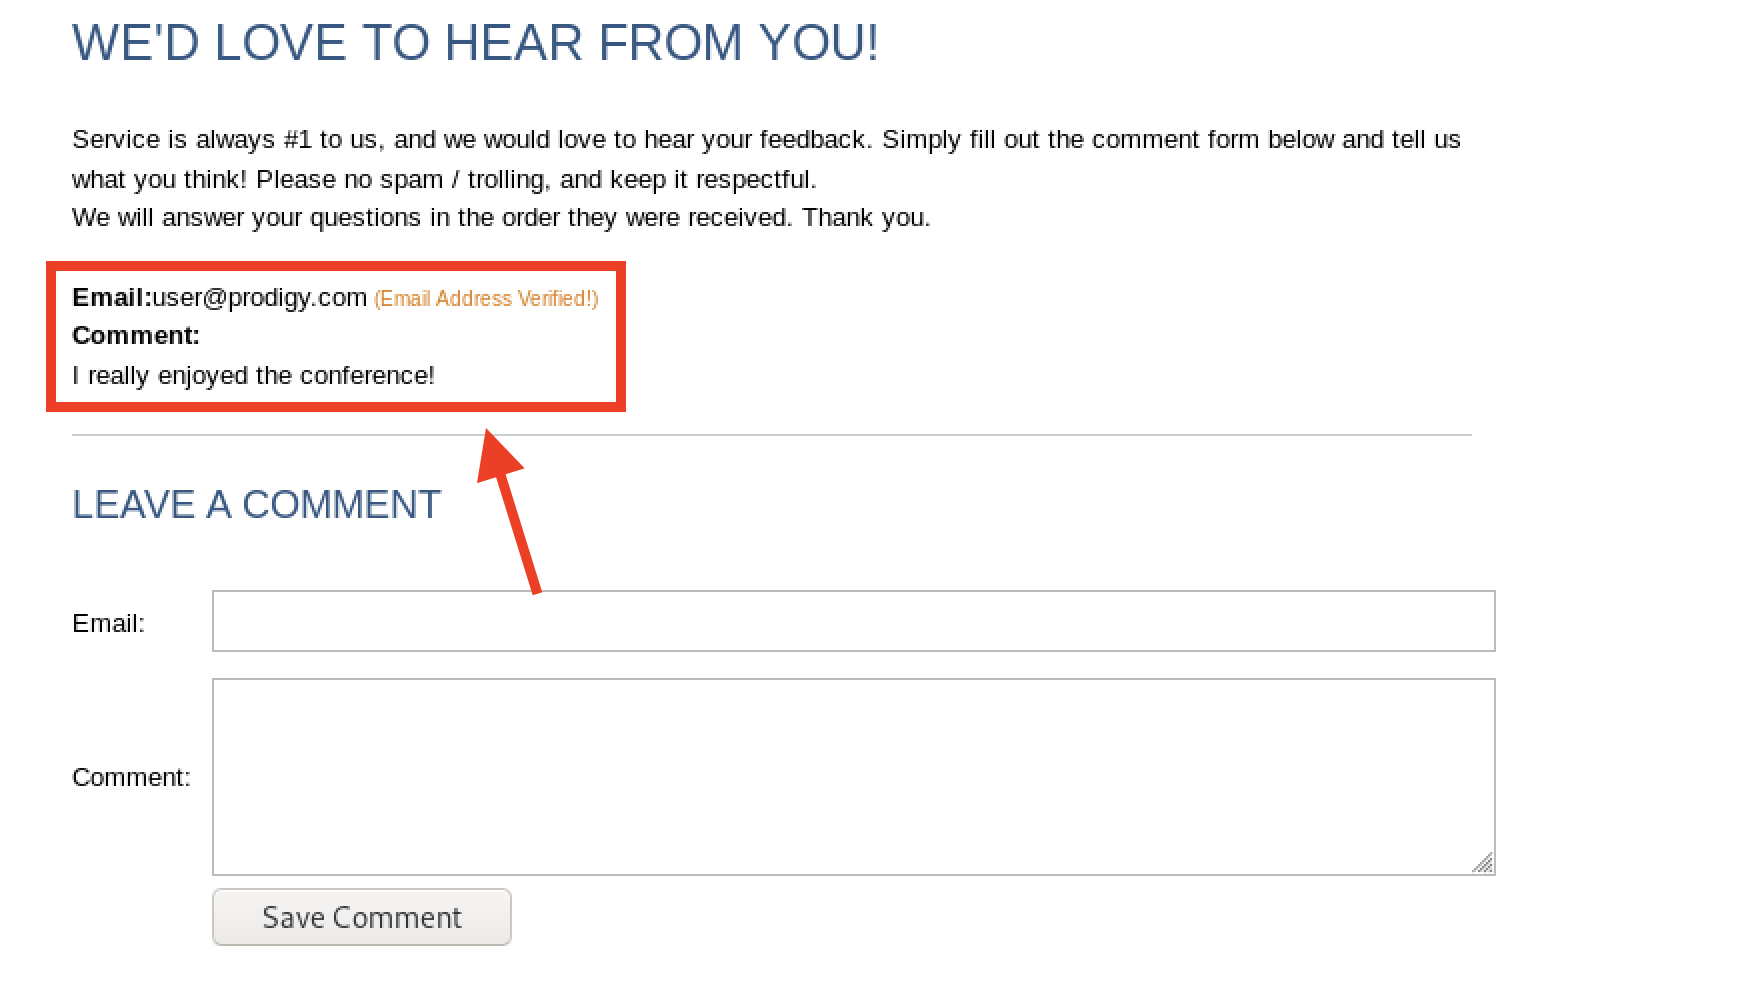 WE'D LOVE TO HEAR FROM YOU!
Service is always #1 to us, and we would love to hear your feedback. Simply fill out the comment form below and tell us
what you think! Please no spam / trolling, and keep it respectful.
We will answer your questions in the order they were received. Thank you.
Email:user@prodigy.com (Email Address Verified!)
Comment:
I really enjoyed the conference!
LEAVE A COMMENT
Email:
Comment:
Save Comment